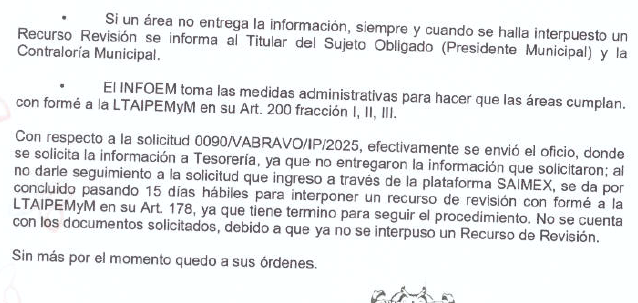 • Si un área no entrega la información, siempre y cuando se halla interpuesto un
Recurso Revisión se informa al Titular del Sujeto Obligado (Presidente Municipal) y la
Contraloría Municipal.
• El INFOEM toma las medidas administrativas para hacer que las áreas cumplan.
con formé a la LTAIPEMyM en su Art. 200 fracción I, II, III.
Con respecto a la solicitud 0090/VABRAVO/IP/2025, efectivamente se envió el oficio, donde
se solicita la información a Tesorería, ya que no entregaron la información que solicitaron; al
no darle seguimiento a la solicitud que ingreso a través de la plataforma SAIMEX, se da por
concluido pasando 15 días hábiles para interponer un recurso de revisión con formé a la
LTAIPEMyM en su Art. 178, ya que tiene termino para seguir el procedimiento. No se cuenta
con los documentos solicitados, debido a que ya no se interpuso un Recurso de Revisión.
Sin más por el momento quedo a sus órdenes.